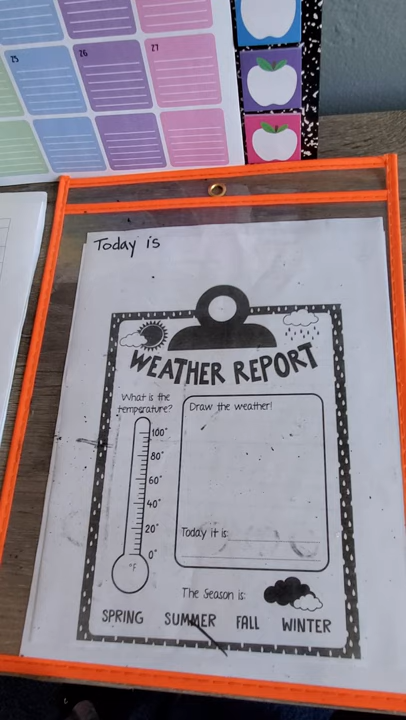 25
26
27
Today is
WEATHER REPORT
What is the
temperature?
Draw the weather!
100°
80°
60°
40°
20°
0°
°F
Today it is:
The Season is:
SPRING SUMMER FALL WINTER